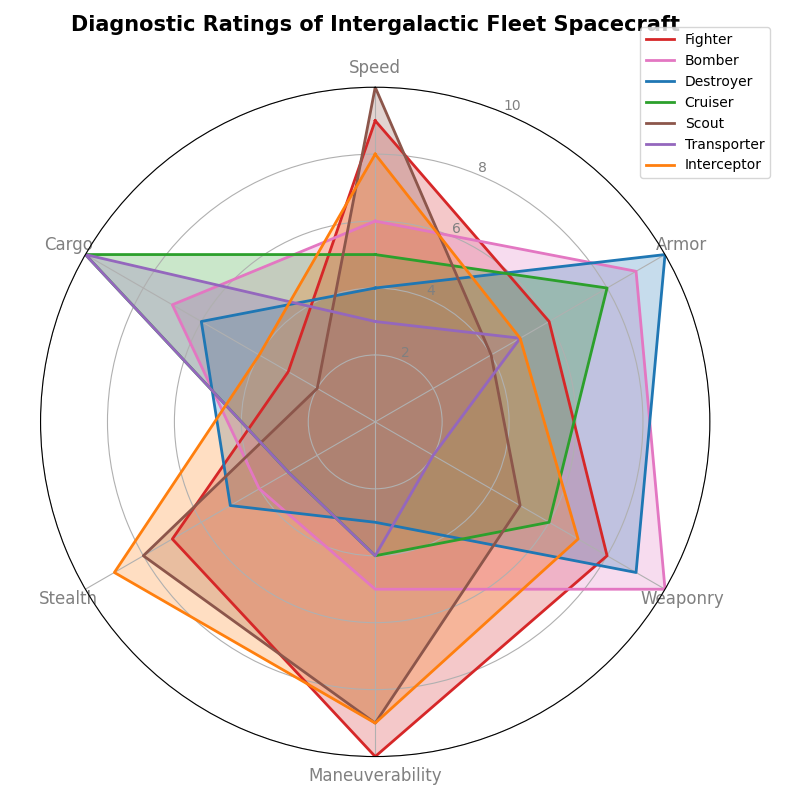 Diagnostic Ratings of Intergalactic Fleet Spacecraft
Fighter
Bomber
Destroyer
Cruiser
Scout
Transporter
Interceptor
Speed
10
8
6
4
2
Cargo
Armor
Stealth
Weaponry
Maneuverability